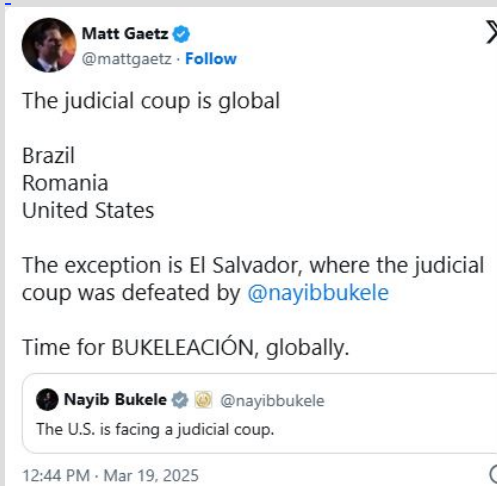 Matt Gaetz
@mattgaetz · Follow
The judicial coup is global
Brazil
Romania
United States
The exception is El Salvador, where the judicial
coup was defeated by @nayibbukele
Time for BUKELEACIÓN, globally.
Nayib Bukele @nayibbukele
The U.S. is facing a judicial coup.
12:44 PM · Mar 19, 2025